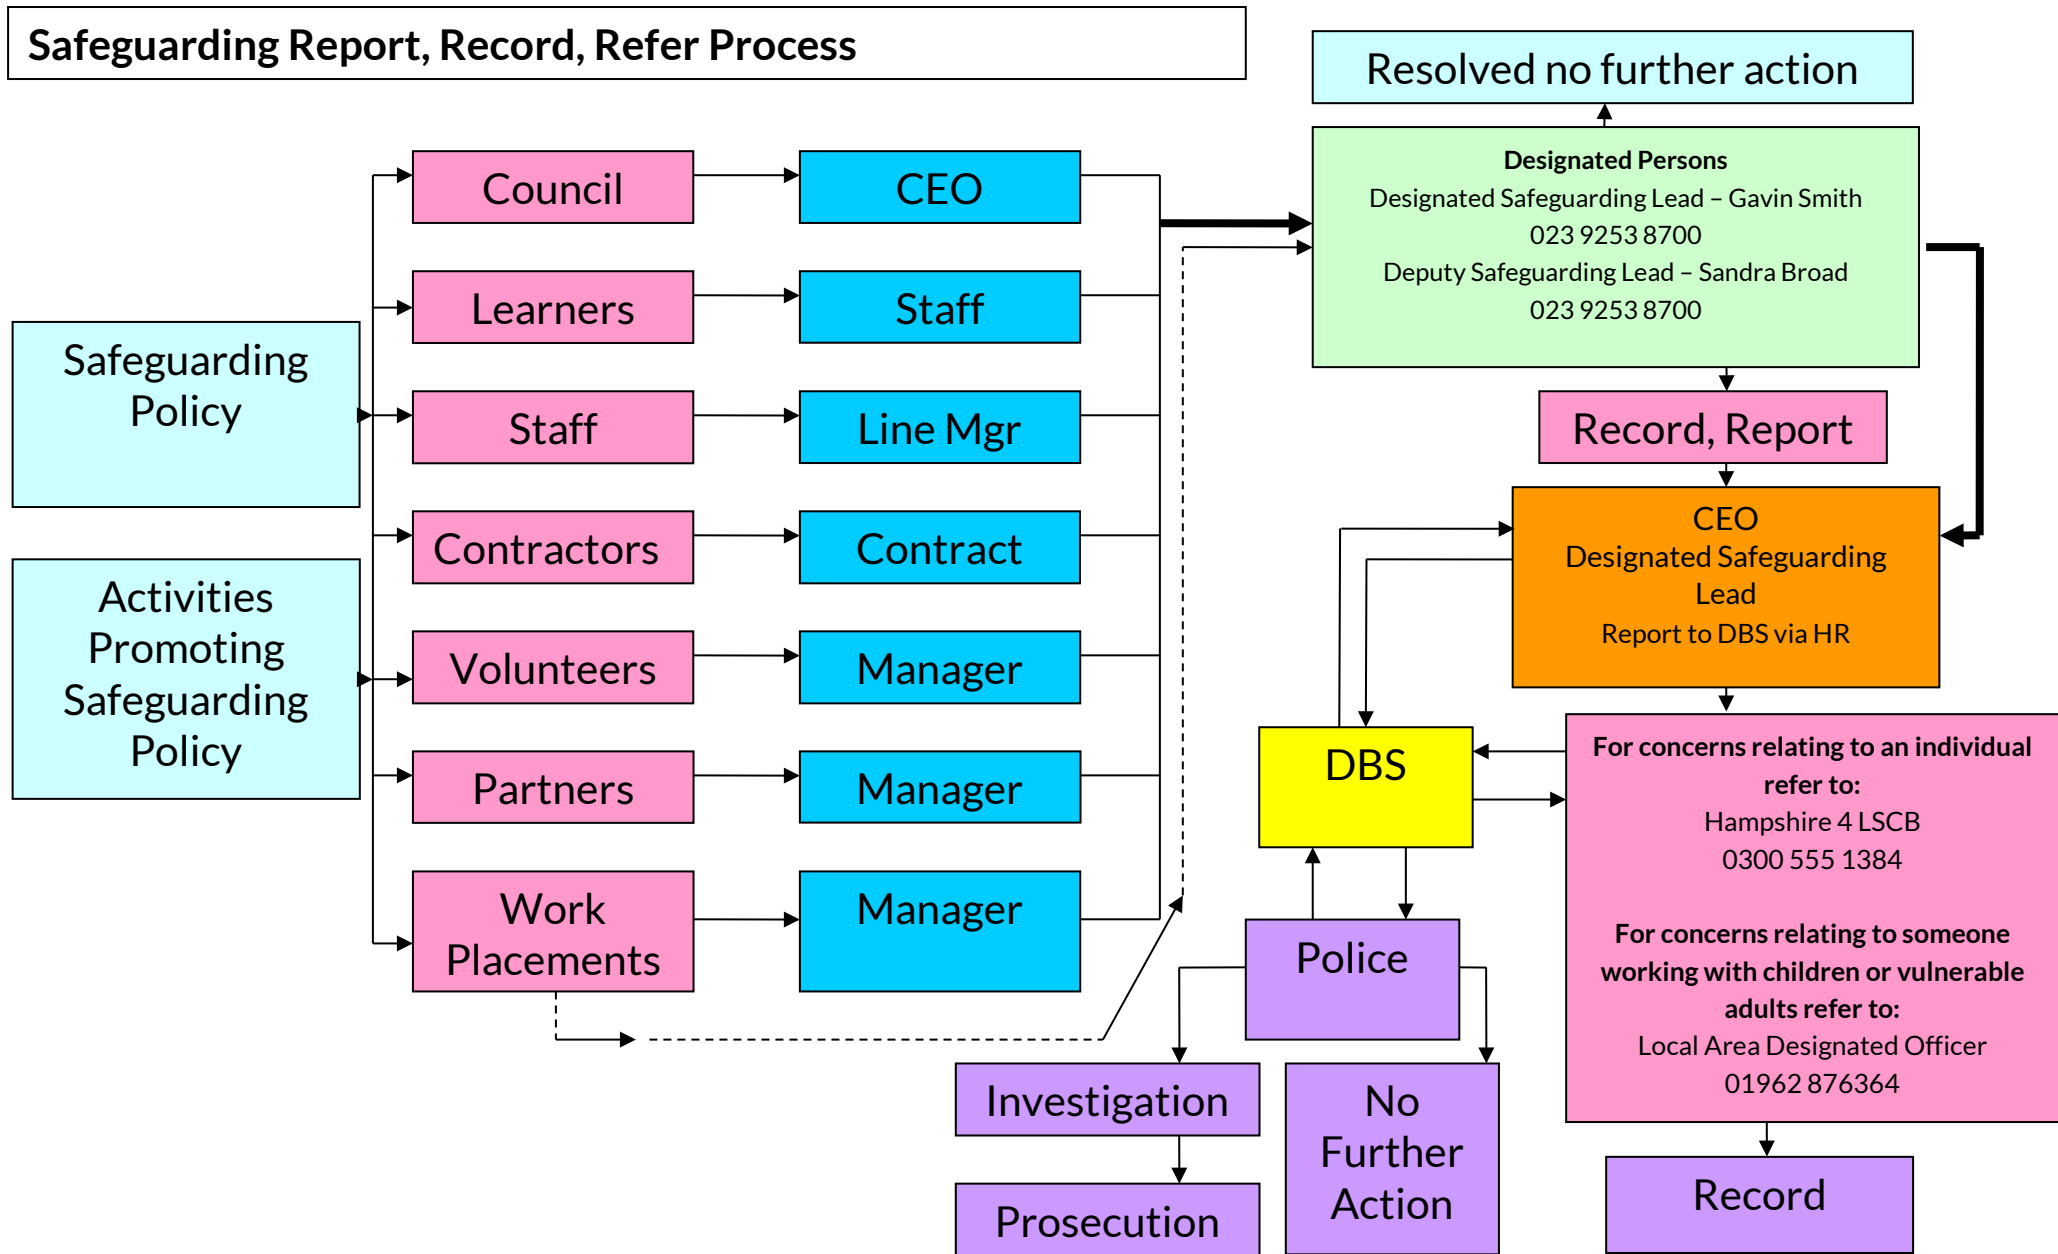 Safeguarding Report, Record, Refer Process
Resolved no further action
Designated Persons
Designated Safeguarding Lead – Gavin Smith
023 9253 8700
Deputy Safeguarding Lead – Sandra Broad
023 9253 8700
Council
CEO
Learners
Staff
Safeguarding
Policy
Staff
Line Mgr
Record, Report
Contractors
Contract
CEO
Designated Safeguarding
Lead
Report to DBS via HR
Activities
Promoting
Safeguarding
Policy
Volunteers
Manager
Partners
Manager
DBS
For concerns relating to an individual
refer to:
Hampshire 4 LSCB
0300 555 1384
For concerns relating to someone
working with children or vulnerable
adults refer to:
Local Area Designated Officer
01962 876364
Work
Placements
Manager
Police
Investigation
No
Further
Action
Prosecution
Record